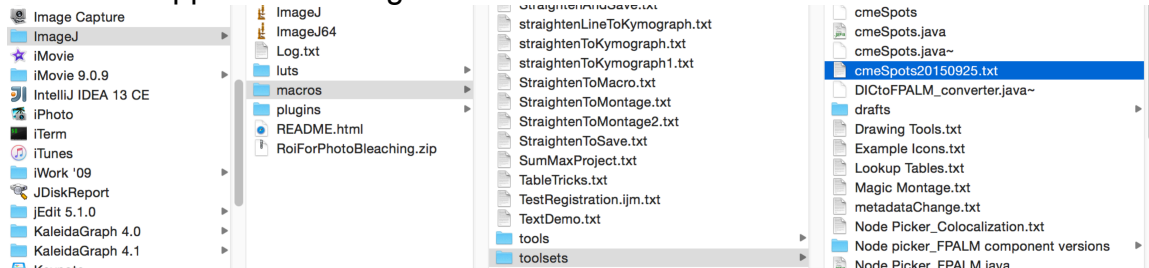 Image Capture
ImageJ
iMovie
iMovie 9.0.9
IntelliJ IDEA 13 CE
iPhoto
iTerm
iTunes
iWork '09
JDiskReport
jEdit 5.1.0
KaleidaGraph 4.0
KaleidaGraph 4.1
ImageJ
ImageJ64
Log.txt
luts
macros
plugins
README.html
RoiForPhotoBleaching.zip
StraightenAndSave.txt
straightenLineToKymograph.txt
straightenToKymograph.txt
straightenToKymograph1.txt
StraightenToMacro.txt
StraightenToMontage.txt
StraightenToMontage2.txt
StraightenToSave.txt
SumMaxProject.txt
TableTricks.txt
TestRegistration.ijm.txt
TextDemo.txt
tools
toolsets
cmeSpots
cmeSpots.java
cmeSpots.java~
cmeSpots20150925.txt
DICtoFPALM_converter.java~
drafts
Drawing Tools.txt
Example Icons.txt
Lookup Tables.txt
Magic Montage.txt
metadataChange.txt
Node Picker_Colocalization.txt
Node picker_FPALM component versions
Node Picker_FPALM.java